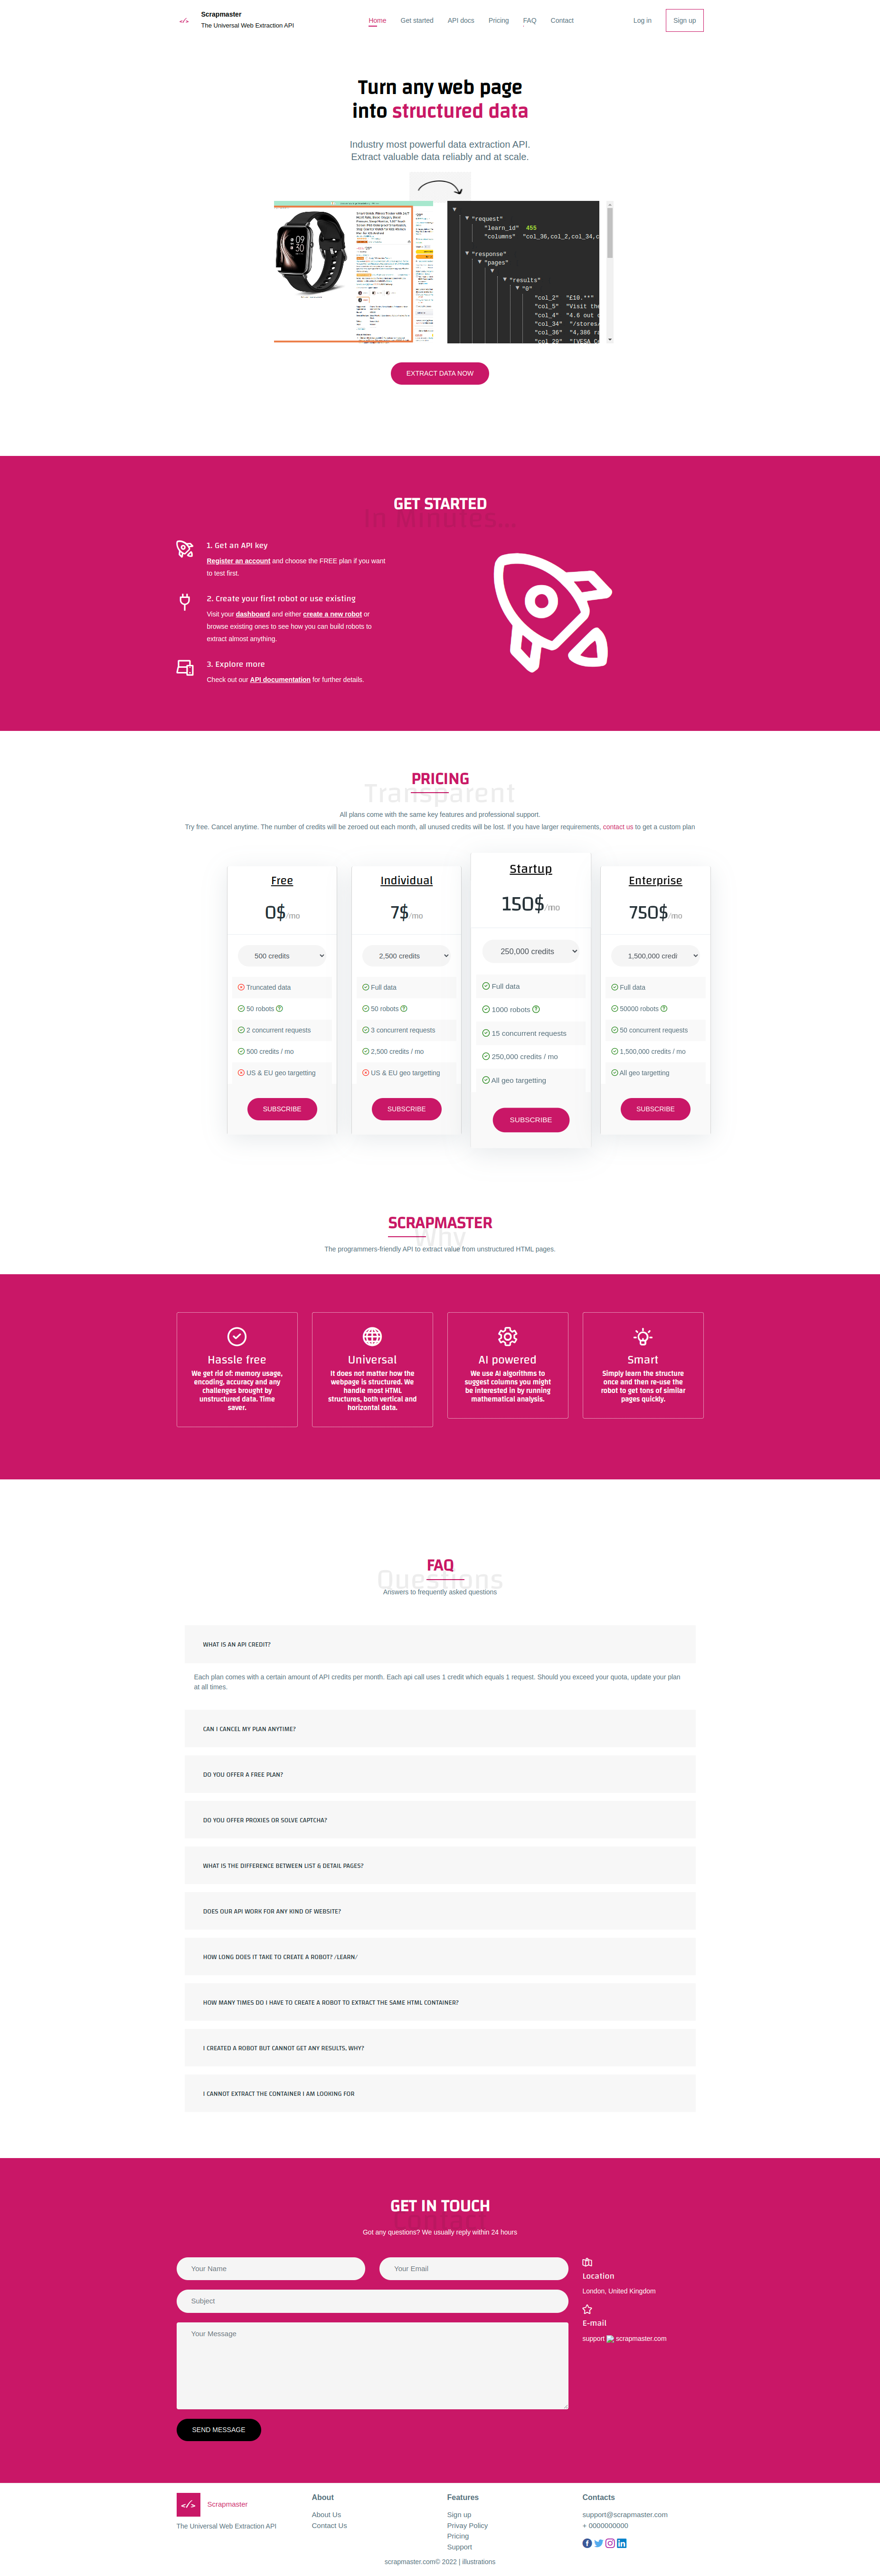 Scrapmaster
The Universal Web Extraction API
Home Get started API docs Pricing FAQ Contact
Log in Sign up
Turn any web page
into structured data
Industry most powerful data extraction API.
Extract valuable data reliably and at scale.
"request"
"learn_id" 455
"columns" "col_36,col_2,col_34,c
"response"
"pages"
"results"
"0"
"col_2" "£10.**"
"col_5" "Visit the
"col_4" "4.6 out o
"col_34" "/stores/
"col_36" "4,386 ra
"col_29" "[VESA Co
EXTRACT DATA NOW
GET STARTED
In Minutes...
1. Get an API key
Register an account and choose the FREE plan if you want
to test first.
2. Create your first robot or use existing
Visit your dashboard and either create a new robot or
browse existing ones to see how you can build robots to
extract almost anything.
3. Explore more
Check out our API documentation for further details.
PRICING
Transparent
All plans come with the same key features and professional support.
Try free. Cancel anytime. The number of credits will be zeroed out each month, all unused credits will be lost. If you have larger requirements, contact us to get a custom plan
Free
0$/mo
500 credits
Truncated data
50 robots
2 concurrent requests
500 credits / mo
US & EU geo targetting
SUBSCRIBE
Individual
7$/mo
2,500 credits
Full data
50 robots
3 concurrent requests
2,500 credits / mo
US & EU geo targetting
SUBSCRIBE
Startup
150$/mo
250,000 credits
Full data
1000 robots
15 concurrent requests
250,000 credits / mo
All geo targetting
SUBSCRIBE
Enterprise
750$/mo
1,500,000 credi
Full data
50000 robots
50 concurrent requests
1,500,000 credits / mo
All geo targetting
SUBSCRIBE
SCRAPMASTER
Why
The programmers-friendly API to extract value from unstructured HTML pages.
Hassle free
We get rid of: memory usage,
encoding, accuracy and any
challenges brought by
unstructured data. Time
saver.
Universal
It does not matter how the
webpage is structured. We
handle most HTML
structures, both vertical and
horizontal data.
AI powered
We use AI algorithms to
suggest columns you might
be interested in by running
mathematical analysis.
Smart
Simply learn the structure
once and then re-use the
robot to get tons of similar
pages quickly.
FAQ
Questions
Answers to frequently asked questions
WHAT IS AN API CREDIT?
Each plan comes with a certain amount of API credits per month. Each api call uses 1 credit which equals 1 request. Should you exceed your quota, update your plan
at all times.
CAN I CANCEL MY PLAN ANYTIME?
DO YOU OFFER A FREE PLAN?
DO YOU OFFER PROXIES OR SOLVE CAPTCHA?
WHAT IS THE DIFFERENCE BETWEEN LIST & DETAIL PAGES?
DOES OUR API WORK FOR ANY KIND OF WEBSITE?
HOW LONG DOES IT TAKE TO CREATE A ROBOT? /LEARN/
HOW MANY TIMES DO I HAVE TO CREATE A ROBOT TO EXTRACT THE SAME HTML CONTAINER?
I CREATED A ROBOT BUT CANNOT GET ANY RESULTS, WHY?
I CANNOT EXTRACT THE CONTAINER I AM LOOKING FOR
GET IN TOUCH
Contact
Got any questions? We usually reply within 24 hours
Your Name
Your Email
Subject
Your Message
SEND MESSAGE
Location
London, United Kingdom
E-mail
support scrapmaster.com
</> Scrapmaster
The Universal Web Extraction API
About
About Us
Contact Us
Features
Sign up
Privay Policy
Pricing
Support
Contacts
support@scrapmaster.com
+ 0000000000
scrapmaster.com© 2022 | illustrations